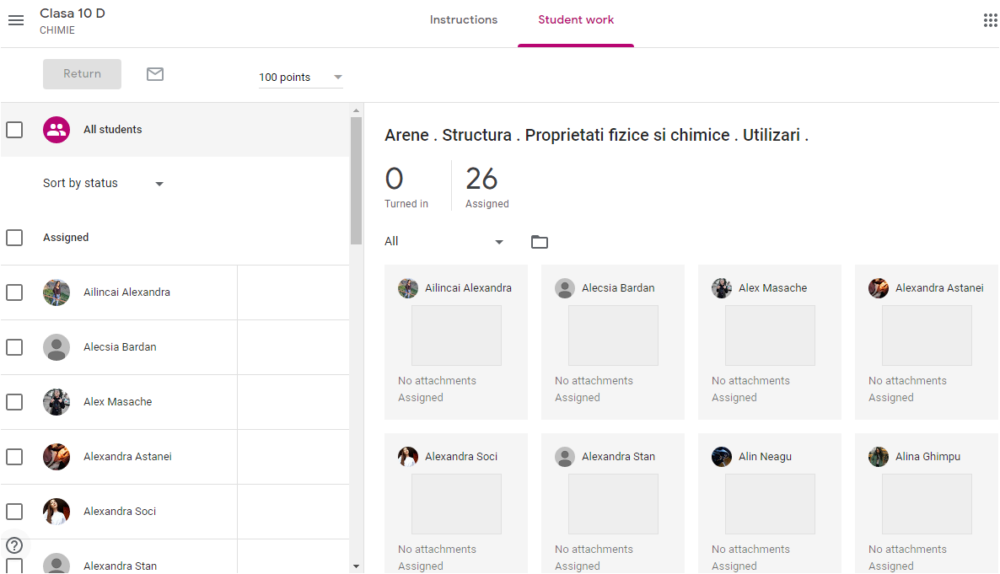 Clasa 10 D
CHIMIE
Instructions
Student work
Return
100 points
All students
Sort by status
Assigned
Ailincai Alexandra
Alecsia Bardan
Alex Masache
Alexandra Astanei
Alexandra Soci
Alexandra Stan
Arene . Structura . Proprietati fizice si chimice . Utilizari .
0
Turned in
26
Assigned
All
Ailincai Alexandra
No attachments
Assigned
Alecsia Bardan
No attachments
Assigned
Alex Masache
No attachments
Assigned
Alexandra Astanei
No attachments
Assigned
Alexandra Soci
No attachments
Assigned
Alexandra Stan
No attachments
Assigned
Alin Neagu
No attachments
Assigned
Alina Ghimpu
No attachments
Assigned